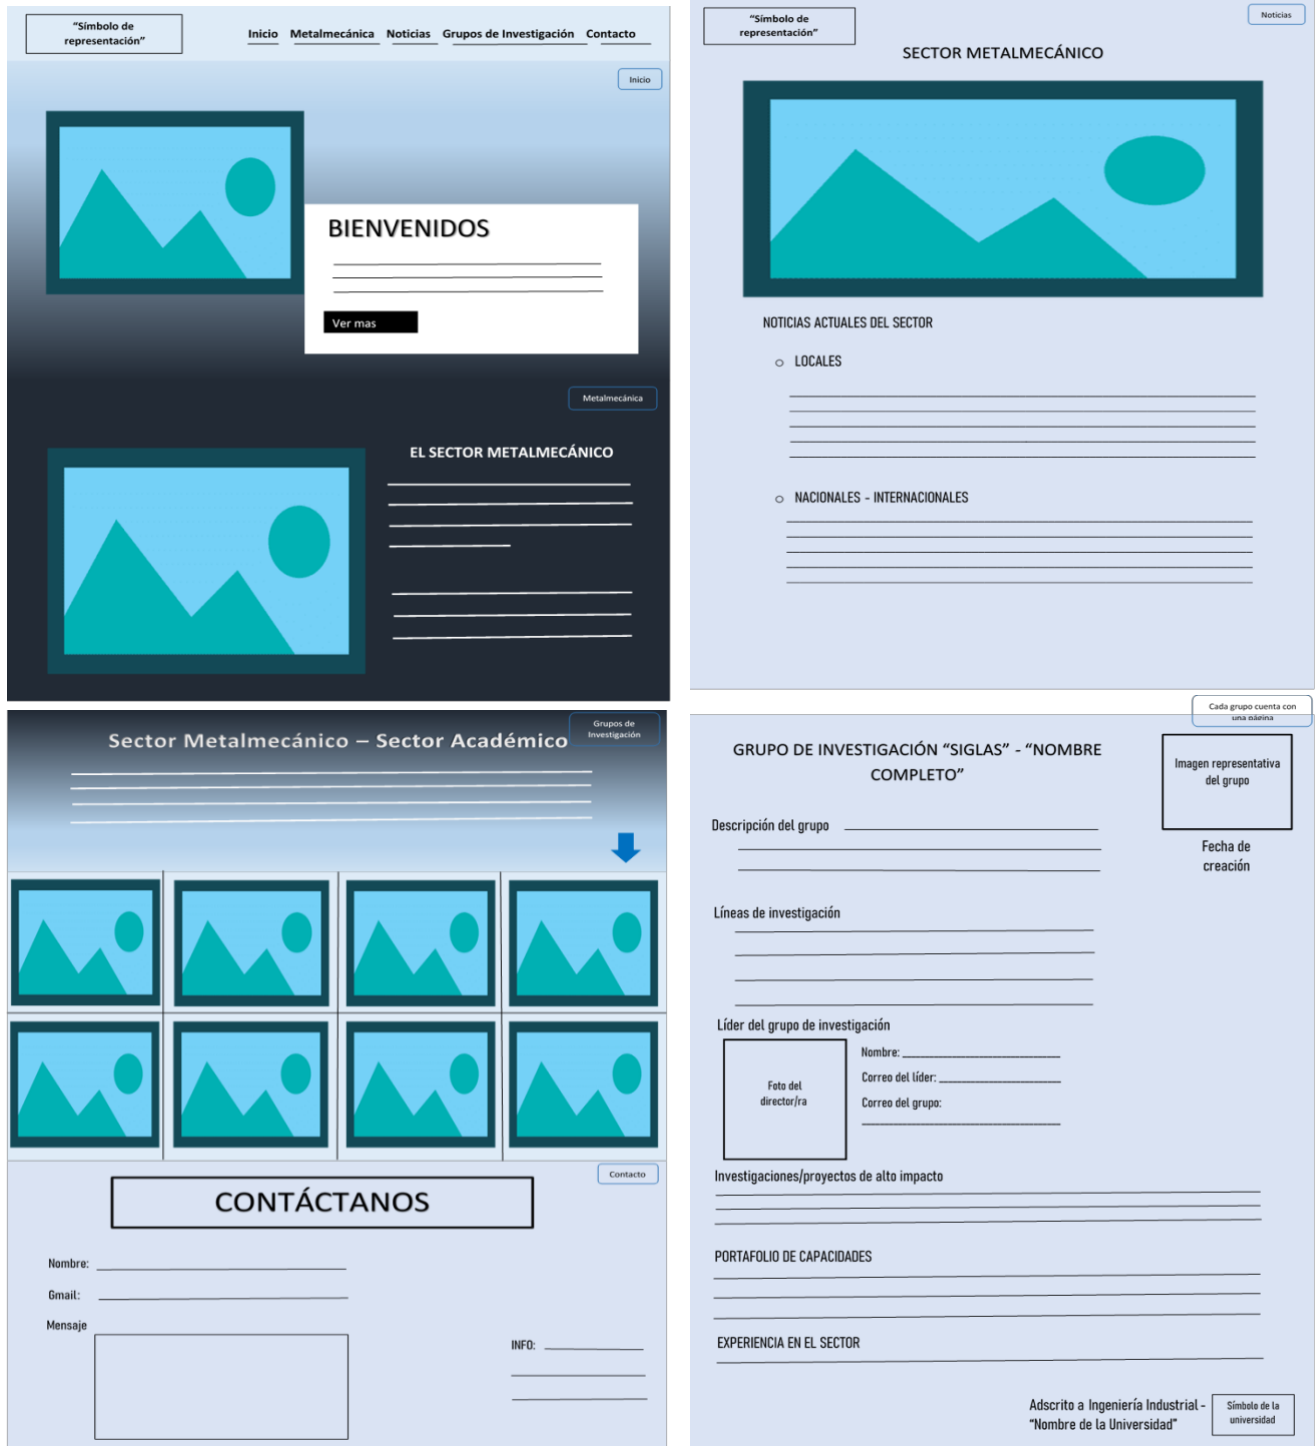 “Símbolo de
representación”
Inicio Metalmecánica Noticias Grupos de Investigación Contacto
Inicio
BIENVENIDOS
Ver mas
Metalmecánica
EL SECTOR METALMECÁNICO
“Símbolo de
representación”
Noticias
SECTOR METALMECÁNICO
NOTICIAS ACTUALES DEL SECTOR
LOCALES
NACIONALES - INTERNACIONALES
Grupos de
Investigación
Sector Metalmecánico – Sector Académico
Contacto
CONTÁCTANOS
Nombre:
Gmail:
Mensaje
INFO:
Cada grupo cuenta con
una página
GRUPO DE INVESTIGACIÓN “SIGLAS” - “NOMBRE
COMPLETO”
Imagen representativa
del grupo
Fecha de
creación
Descripción del grupo
Líneas de investigación
Líder del grupo de investigación
Foto del
director/ra
Nombre:
Correo del líder:
Correo del grupo:
Investigaciones/proyectos de alto impacto
PORTAFOLIO DE CAPACIDADES
EXPERIENCIA EN EL SECTOR
Adscrito a Ingeniería Industrial -
“Nombre de la Universidad”
Símbolo de la
universidad